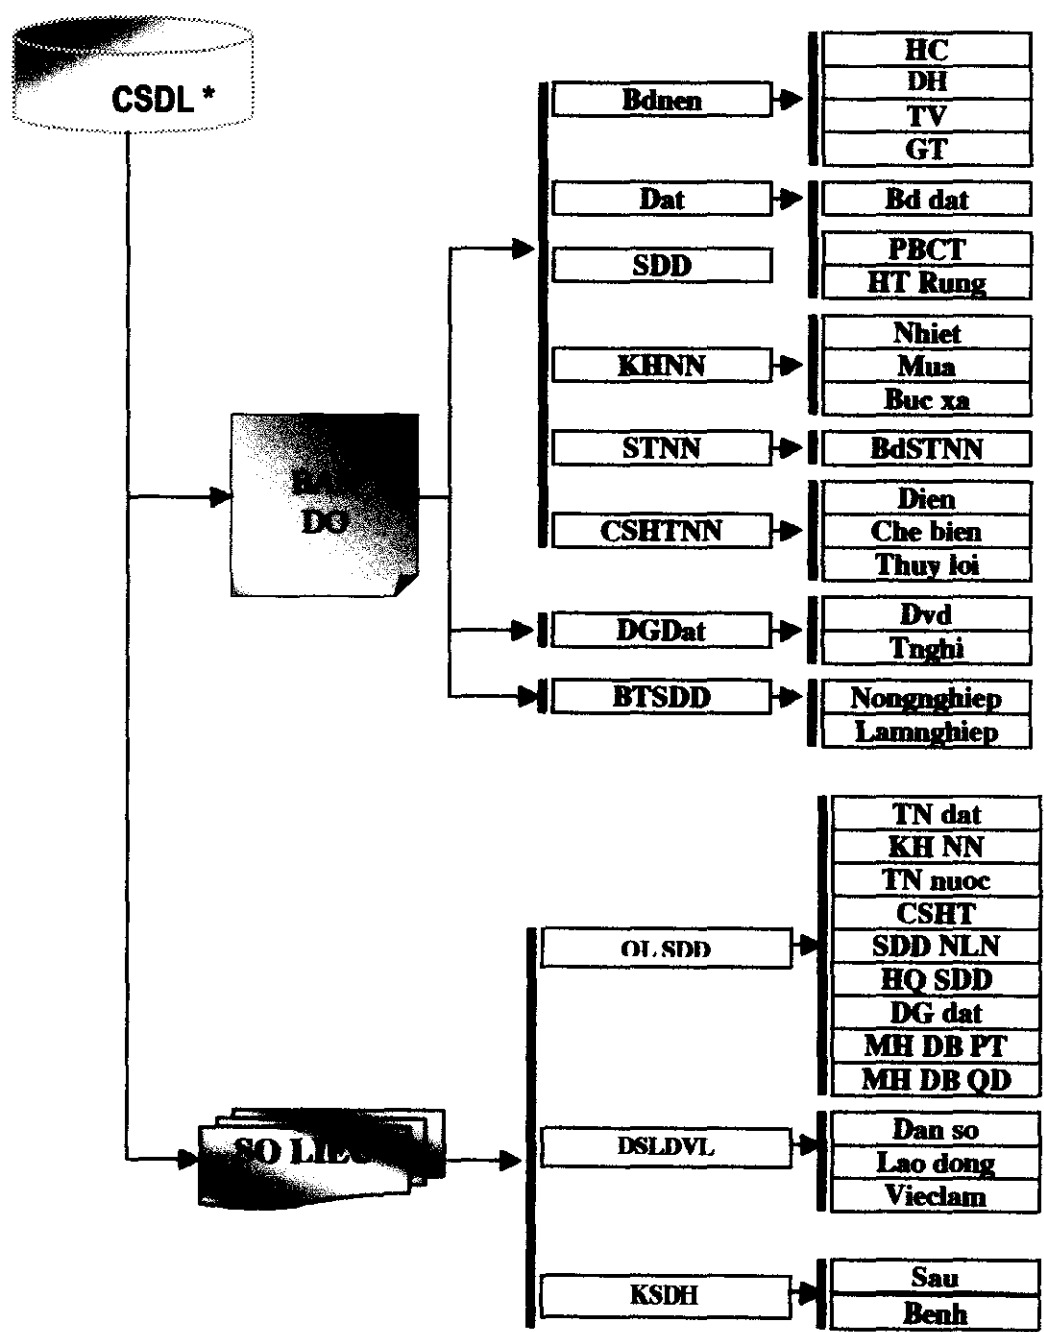 CSDL *
Bdnen
HC
DH
TV
GT
Dat
Bd dat
SDD
PBCT
HT Rung
KHNN
Nhiet
Mua
Buc xa
STNN
BdSTNN
CSHTNN
Dien
Che bien
Thuy loi
DO
DGDat
Dvd
Tnghi
BTSDD
Nongnghiep
Lamnghiep
QLSDD
TN dat
KH NN
TN nuoc
CSHT
SDD NLN
HQ SDD
DG dat
MH DB PT
MH DB QD
SO LIEU
DSLDVL
Dan so
Lao dong
Vieclam
KSDH
Sau
Benh